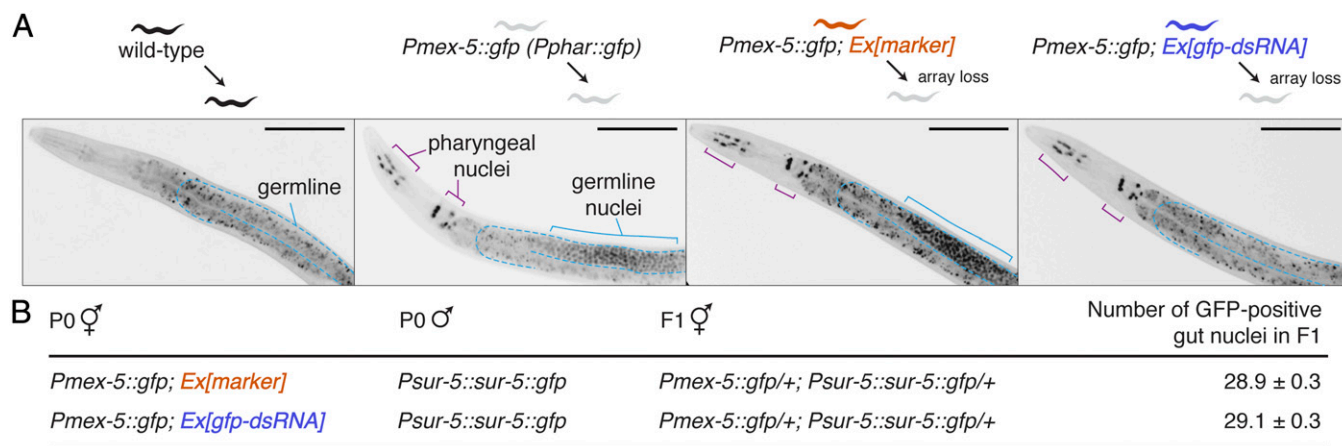 A
wild-type
Pmex-5::gfp (Pphar::gfp)
Pmex-5::gfp; Ex[marker]
Pmex-5::gfp; Ex[gfp-dsRNA]
array loss
array loss
germline
pharyngeal
nuclei
germline
nuclei
B
P0 ⚥
P0 ♂
F1 ⚥
Number of GFP-positive
gut nuclei in F1
Pmex-5::gfp; Ex[marker] Psur-5::sur-5::gfp Pmex-5::gfp/+; Psur-5::sur-5::gfp/+ 28.9 ± 0.3
Pmex-5::gfp; Ex[gfp-dsRNA] Psur-5::sur-5::gfp Pmex-5::gfp/+; Psur-5::sur-5::gfp/+ 29.1 ± 0.3